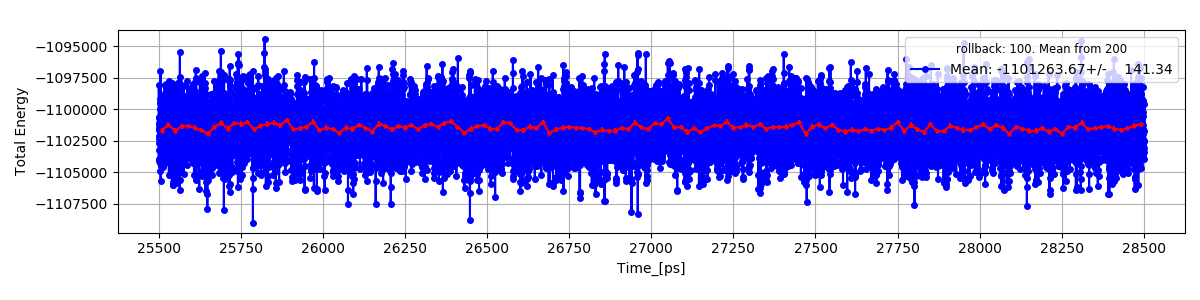 rollback: 100. Mean from 200
Mean: -1101263.67+/-   141.34
Total Energy
−1095000
−1097500
−1100000
−1102500
−1105000
−1107500
25500 25750 26000 26250 26500 26750 27000 27250 27500 27750 28000 28250 28500
Time_[ps]